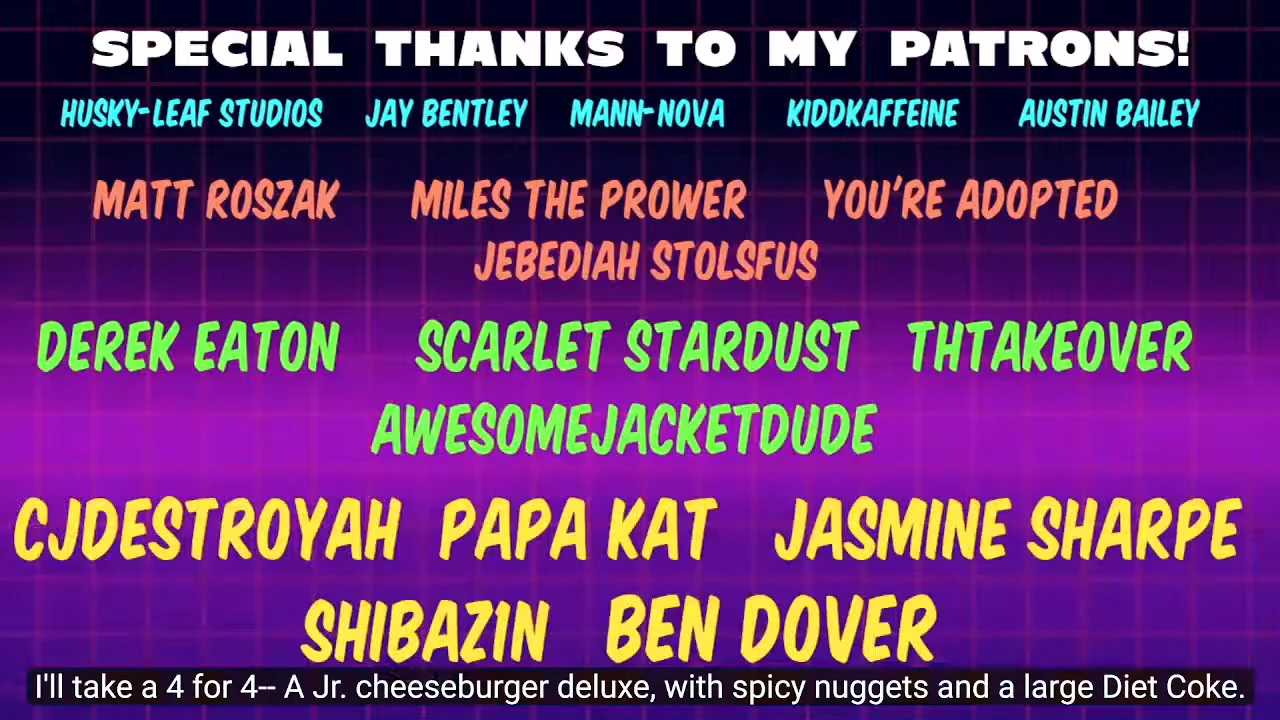 SPECIAL THANKS TO MY PATRONS!
HUSKY-LEAF STUDIOS JAY BENTLEY MANN-NOVA KIDDKAFFEINE AUSTIN BAILEY
MATT ROSZAK MILES THE PROWER YOU'RE ADOPTED
JEBEDIAH STOLSFUS
DEREK EATON SCARLET STARDUST THTAKEOVER
AWESOMEJACKETDUDE
CJDESTROYAH PAPA KAT JASMINE SHARPE
SHIBAZ1N BEN DOVER
I'll take a 4 for 4-- A Jr. cheeseburger deluxe, with spicy nuggets and a large Diet Coke.